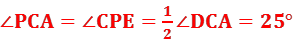 ∠PCA = ∠CPE = 1/2∠DCA = 25°